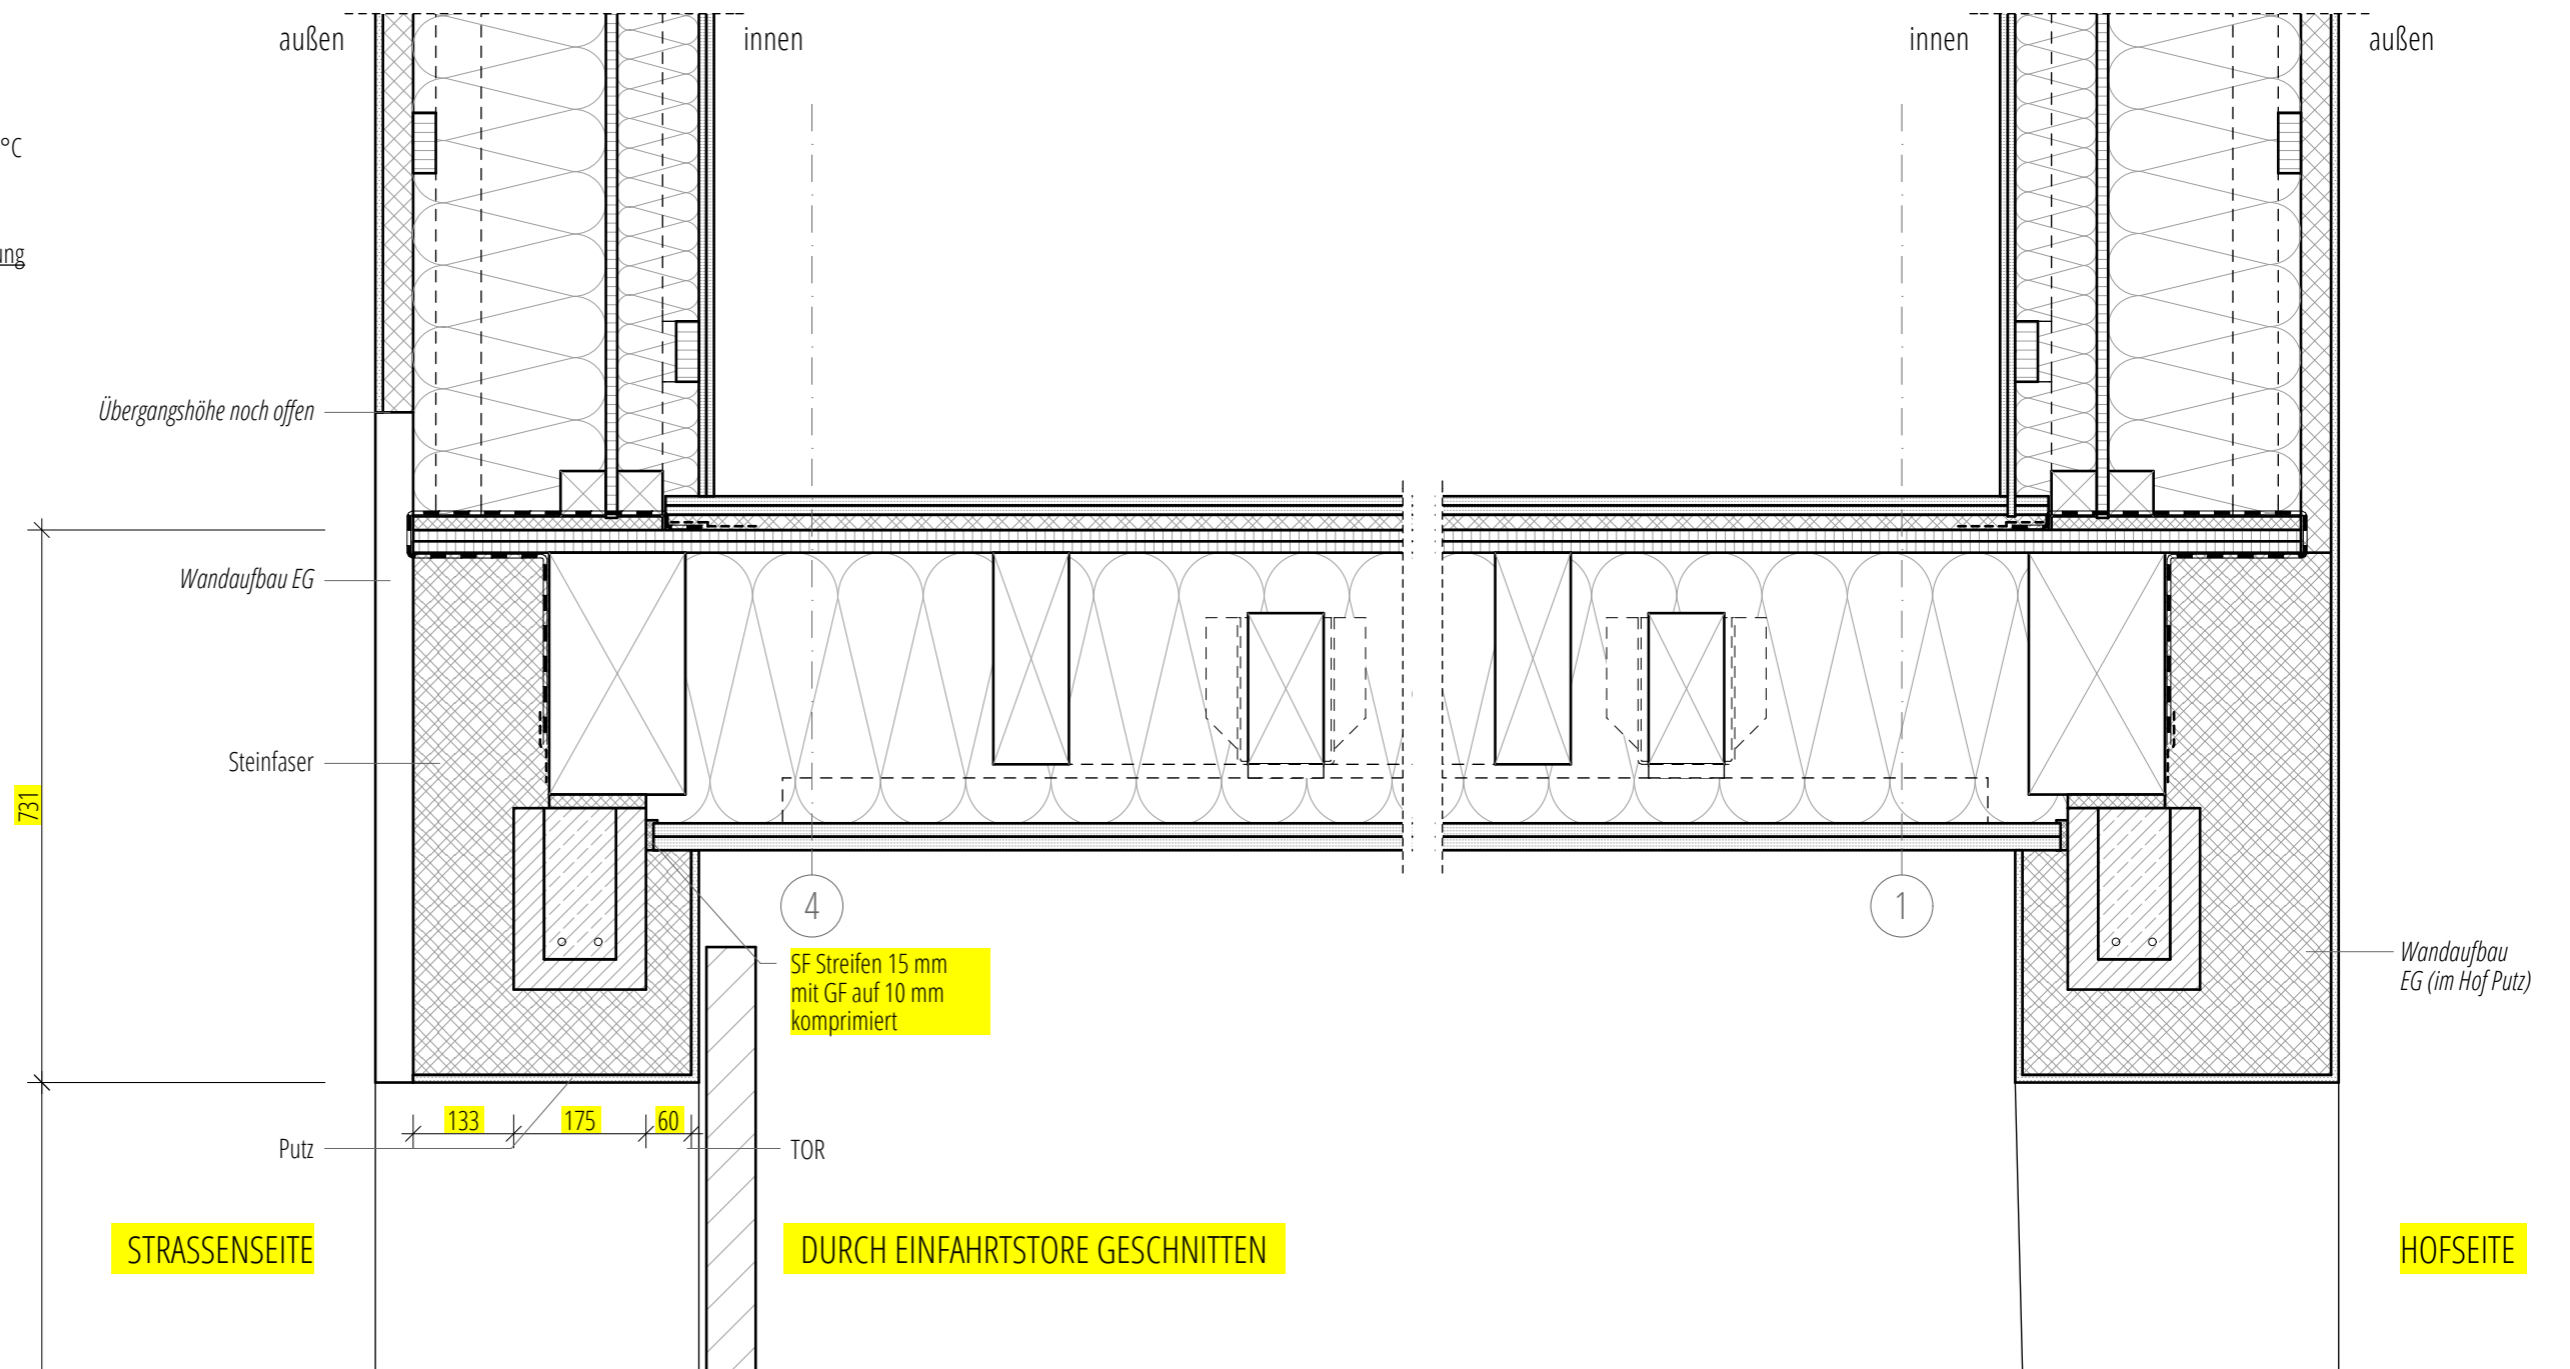 außen
innen
innen
außen
°C
ung
Übergangshöhe noch offen
Wandaufbau EG
Steinfaser
731
4
1
SF Streifen 15 mm
mit GF auf 10 mm
komprimiert
Wandaufbau
EG (im Hof Putz)
133
175
60
Putz
TOR
STRASSENSEITE
DURCH EINFAHRTSTORE GESCHNITTEN
HOFSEITE